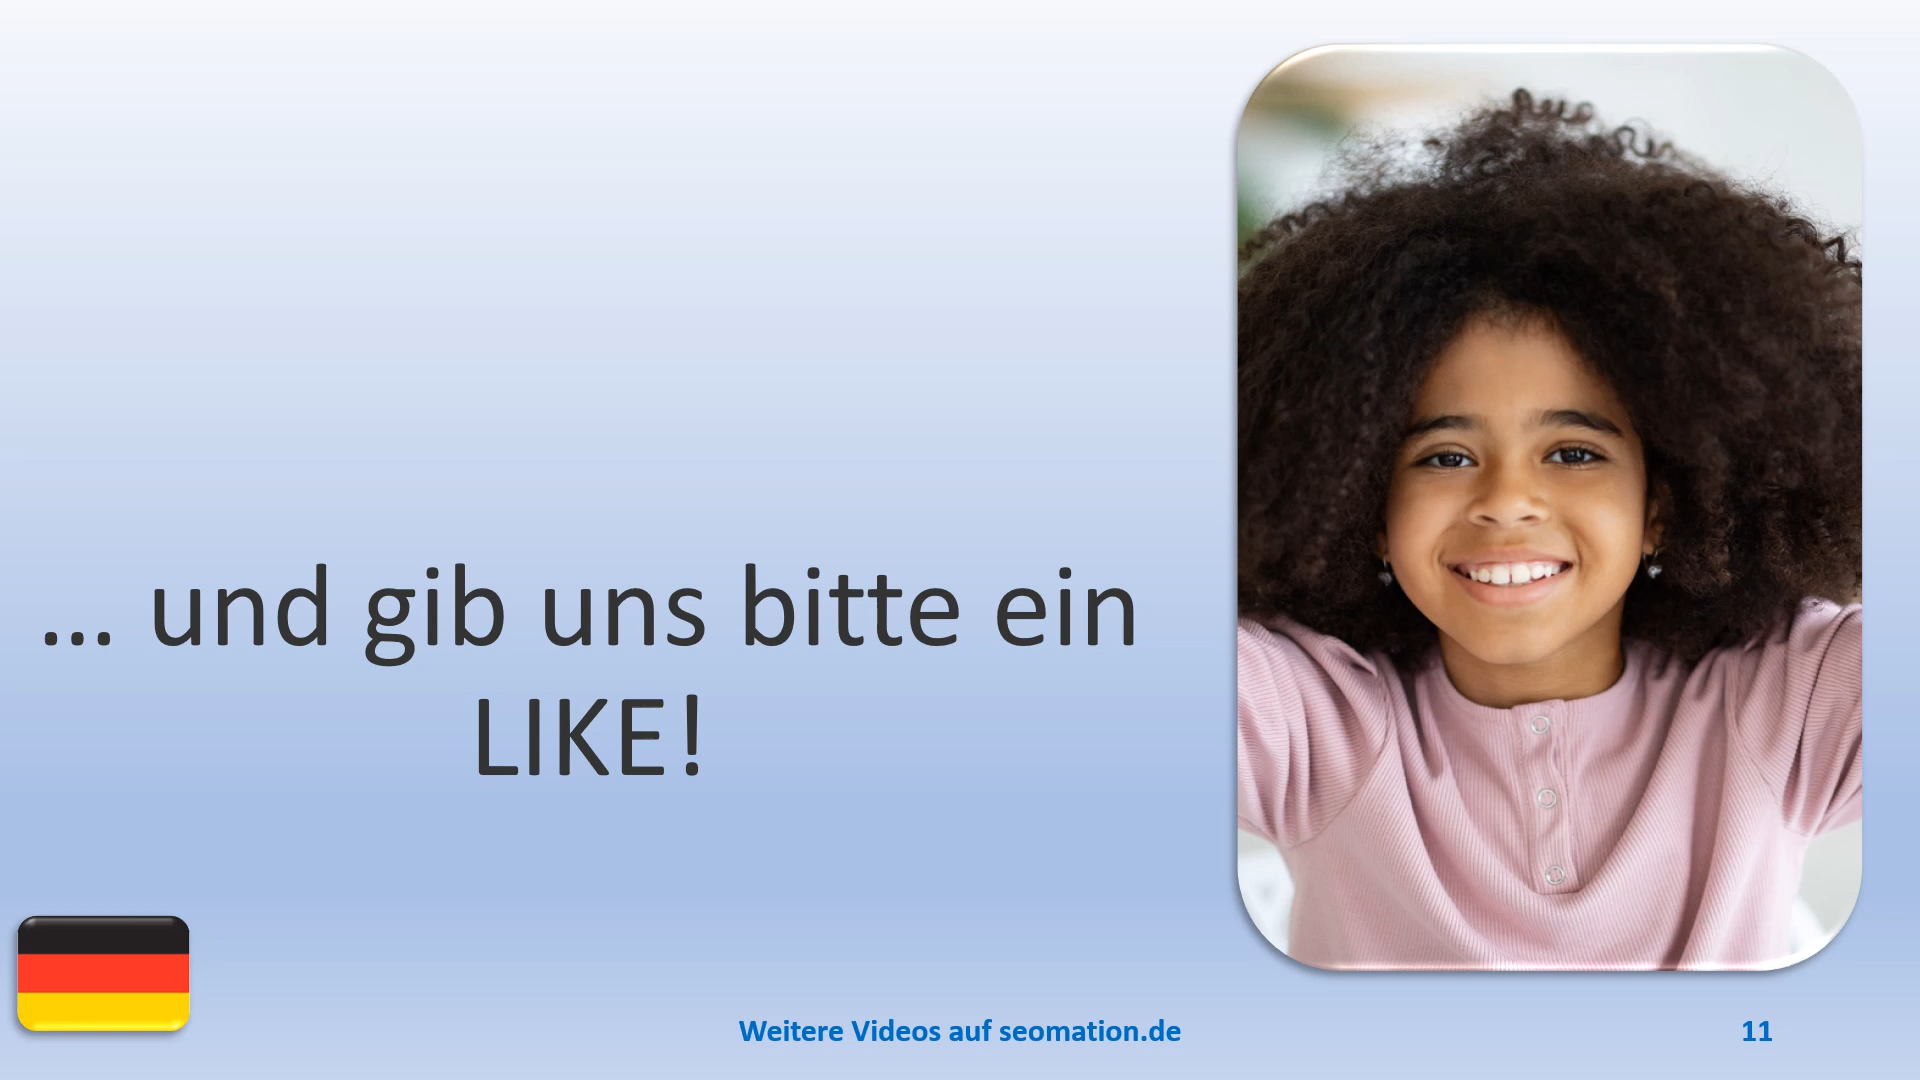 ... und gib uns bitte ein
LIKE!
Weitere Videos auf seomation.de
11